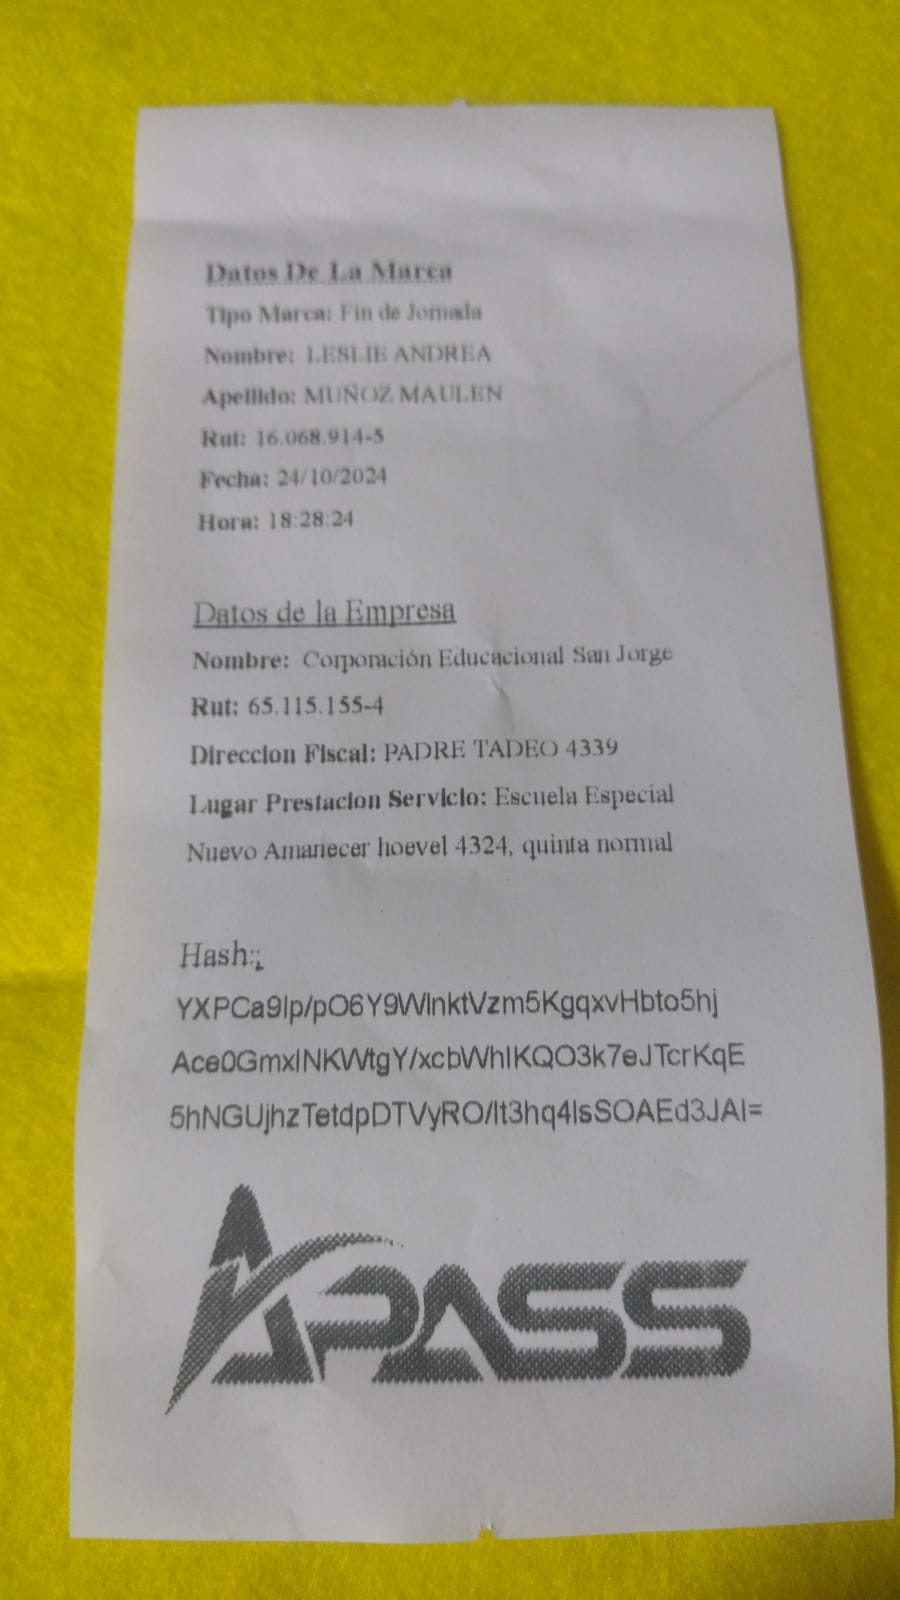 Datos De La Marca
Tipo Marca: Fin de Jornada
Nombre: LESLIE ANDREA
Apellido: MUÑOZ MAULEN
Rut: 16.068.914-5
Fecha: 24/10/2024
Hora: 18:28:24
Datos de la Empresa
Nombre: Corporación Educacional San Jorge
Rut: 65.115.155-4
Direccion Fiscal: PADRE TADEO 4339
Lugar Prestacion Servicio: Escuela Especial
Nuevo Amanecer hoevel 4324, quinta normal
Hash:;
YXPCa9lp/pO6Y9WlnktVzm5KgqxvHbto5hj
Ace0GmxlNKWtgY/xcbWhlKQO3k7eJTcrKqE
5hNGUjhzTetdpDTVyRO/lt3hq4lsSOAEd3JAI=
APASS